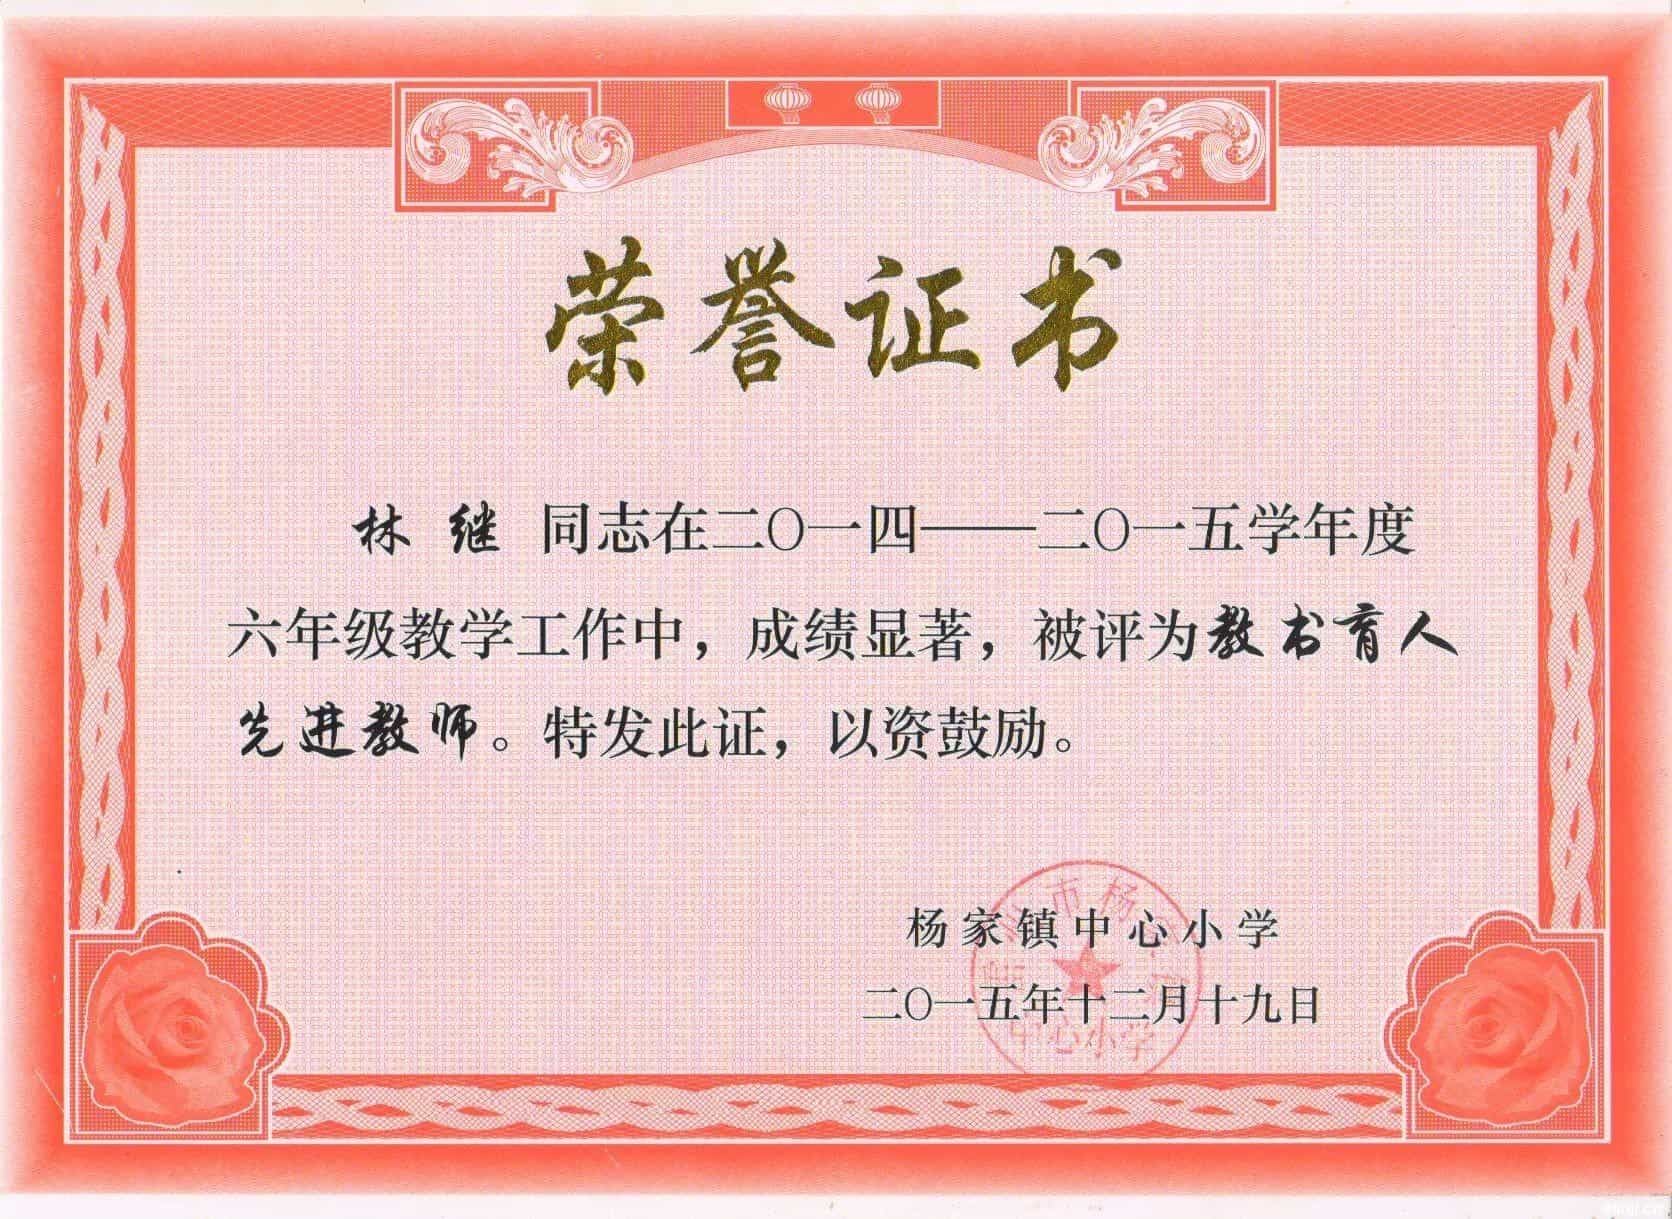 荣誉证书
林 继 同志在二〇一四——二〇一五学年度
六年级教学工作中，成绩显著，被评为教书育人
先进教师。特发此证，以资鼓励。
杨家镇中心小学
二〇一五年十二月十九日
市杨
中心小学